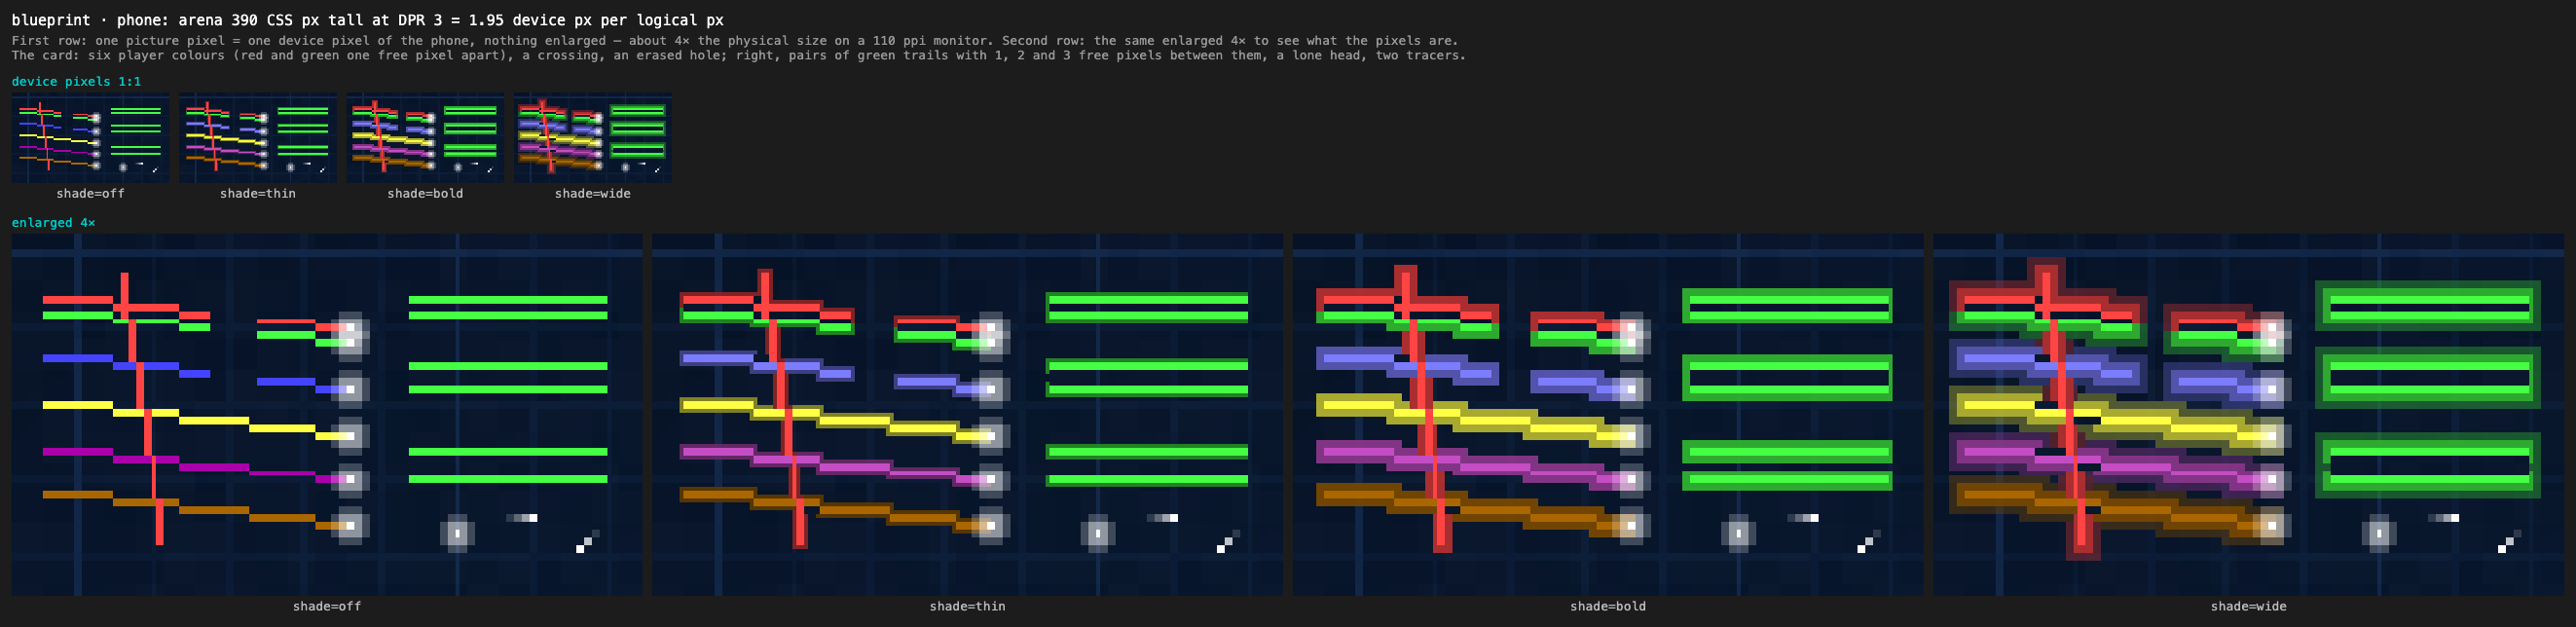 blueprint · phone: arena 390 CSS px tall at DPR 3 = 1.95 device px per logical px
First row: one picture pixel = one device pixel of the phone, nothing enlarged — about 4× the physical size on a 110 ppi monitor. Second row: the same enlarged 4× to see what the pixels are.
The card: six player colours (red and green one free pixel apart), a crossing, an erased hole; right, pairs of green trails with 1, 2 and 3 free pixels between them, a lone head, two tracers.
device pixels 1:1
shade=off shade=thin shade=bold shade=wide
enlarged 4×
shade=off shade=thin shade=bold shade=wide